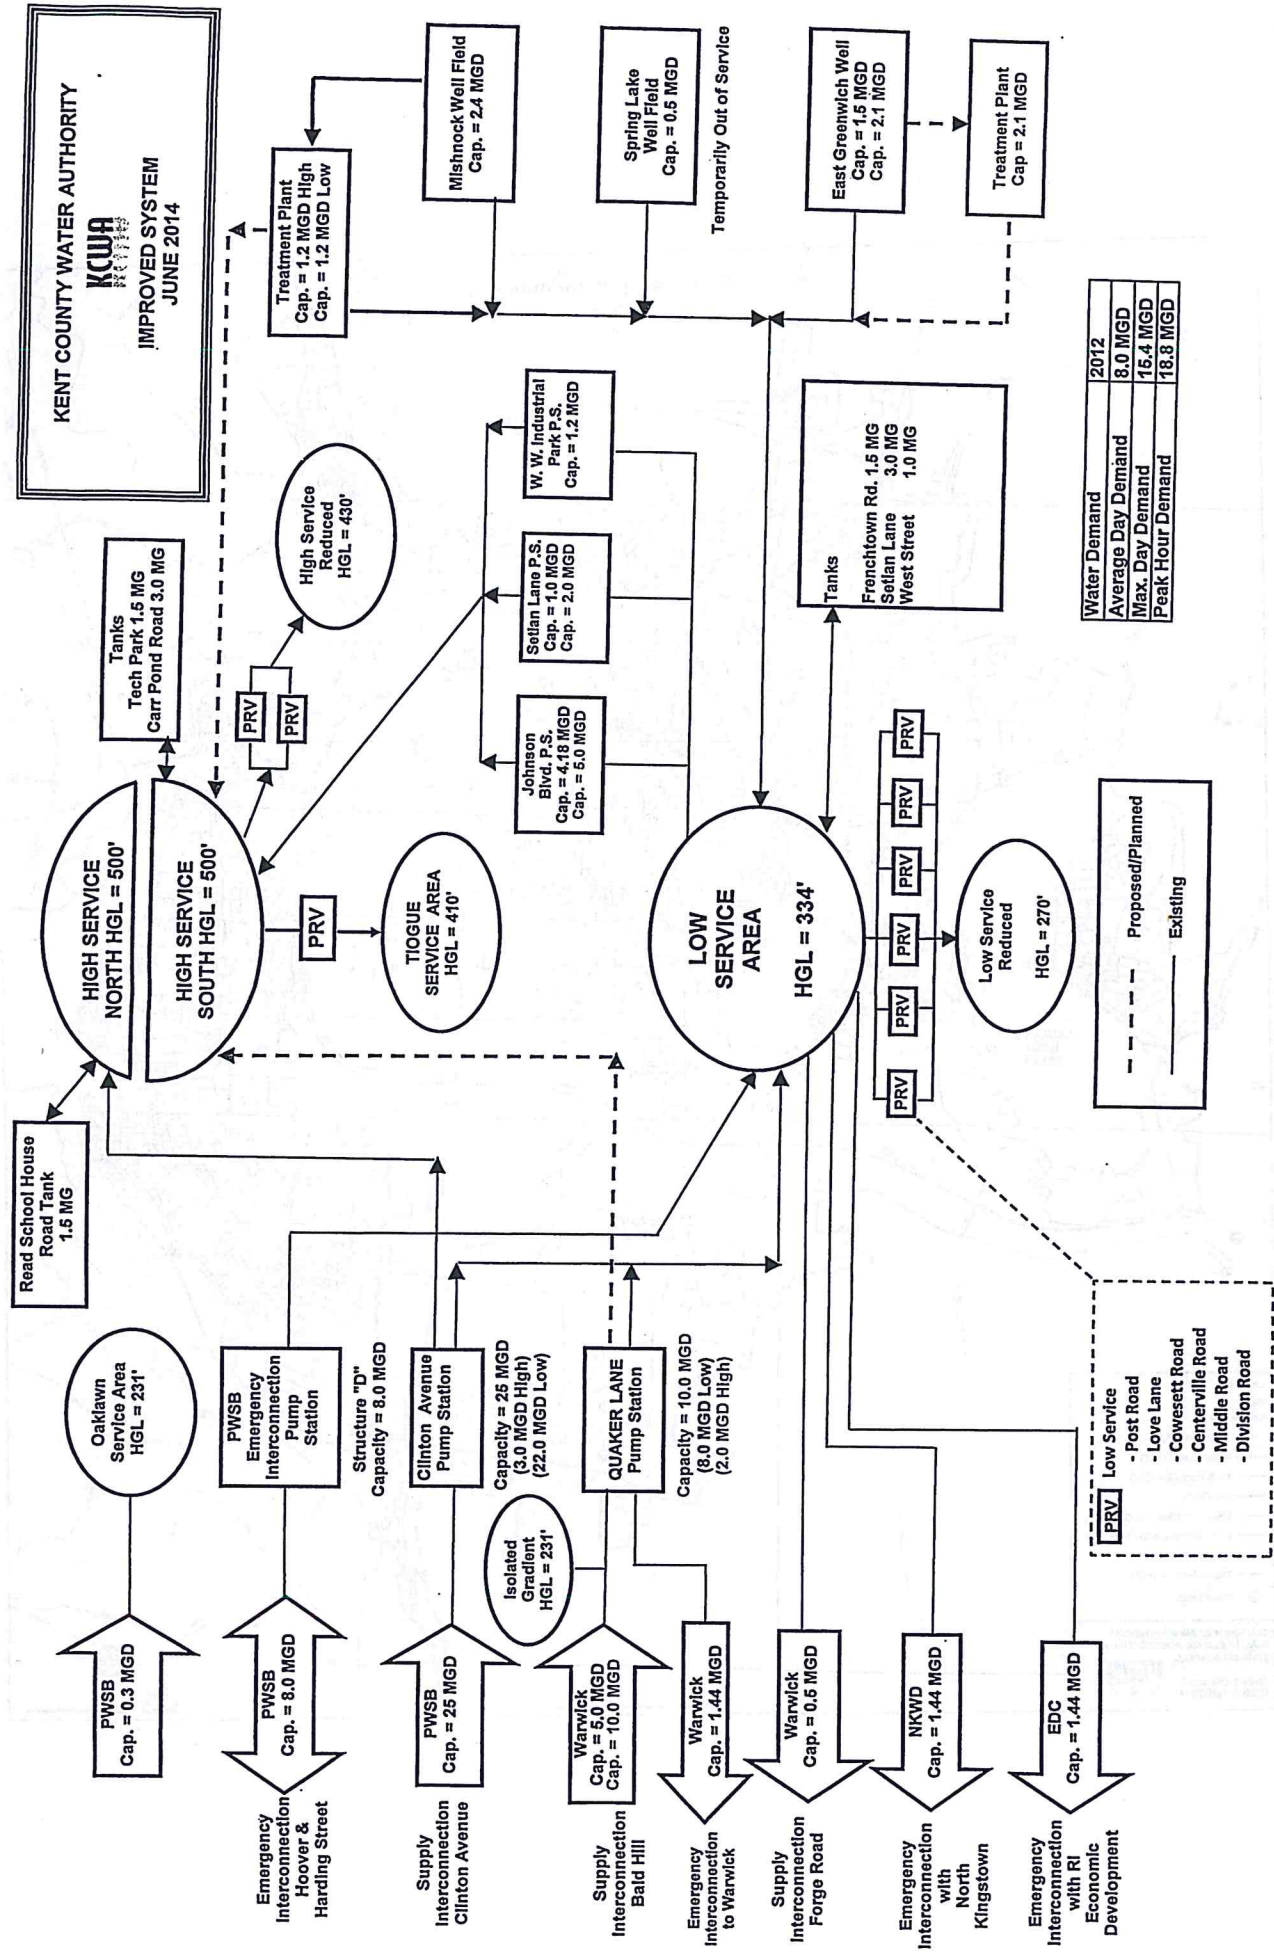 KENT COUNTY WATER AUTHORITY
KCWA
IMPROVED SYSTEM
JUNE 2014
Read School House
Road Tank
1.5 MG
HIGH SERVICE
NORTH HGL = 500'
HIGH SERVICE
SOUTH HGL = 500'
Tanks
Tech Park 1.5 MG
Carr Pond Road 3.0 MG
PRV
PRV
High Service
Reduced
HGL = 430'
PRV
TIOGUE
SERVICE AREA
HGL = 410'
Treatment Plant
Cap. = 1.2 MGD High
Cap. = 1.2 MGD Low
Mishnock Well Field
Cap. = 2.4 MGD
Spring Lake
Well Field
Cap. = 0.5 MGD
Temporarily Out of Service
East Greenwich Well
Cap. = 1.5 MGD
Cap. = 2.1 MGD
Treatment Plant
Cap = 2.1 MGD
Johnson
Blvd. P.S.
Cap. = 4.18 MGD
Cap. = 5.0 MGD
Setian Lane P.S.
Cap. = 1.0 MGD
Cap. = 2.0 MGD
W. W. Industrial
Park P.S.
Cap. = 1.2 MGD
PWSB
Cap. = 0.3 MGD
Oaklawn
Service Area
HGL = 231'
Emergency
Interconnection
Hoover &
Harding Street
PWSB
Cap. = 8.0 MGD
PWSB
Emergency
Interconnection
Pump
Station
Structure "D"
Capacity = 8.0 MGD
Supply
Interconnection
Clinton Avenue
PWSB
Cap. = 25 MGD
Clinton Avenue
Pump Station
Capacity = 25 MGD
(3.0 MGD High)
(22.0 MGD Low)
Isolated
Gradient
HGL = 231'
Supply
Interconnection
Bald Hill
Warwick
Cap. = 5.0 MGD
Cap. = 10.0 MGD
QUAKER LANE
Pump Station
Capacity = 10.0 MGD
(8.0 MGD Low)
(2.0 MGD High)
Emergency
Interconnection
to Warwick
Warwick
Cap. = 1.44 MGD
Supply
Interconnection
Forge Road
Warwick
Cap. = 0.5 MGD
Emergency
Interconnection
with
North
Kingstown
NKWD
Cap. = 1.44 MGD
Emergency
Interconnection
with RI
Economic
Development
EDC
Cap. = 1.44 MGD
LOW
SERVICE
AREA
HGL = 334'
Tanks
Frenchtown Rd. 1.5 MG
Setian Lane 3.0 MG
West Street 1.0 MG
PRV
PRV
PRV
PRV
PRV
PRV
Low Service
Reduced
HGL = 270'
PRV Low Service
- Post Road
- Love Lane
- Cowesett Road
- Centerville Road
- Middle Road
- Division Road
Proposed/Planned
Existing
Water Demand 2012
Average Day Demand 8.0 MGD
Max. Day Demand 15.4 MGD
Peak Hour Demand 18.8 MGD